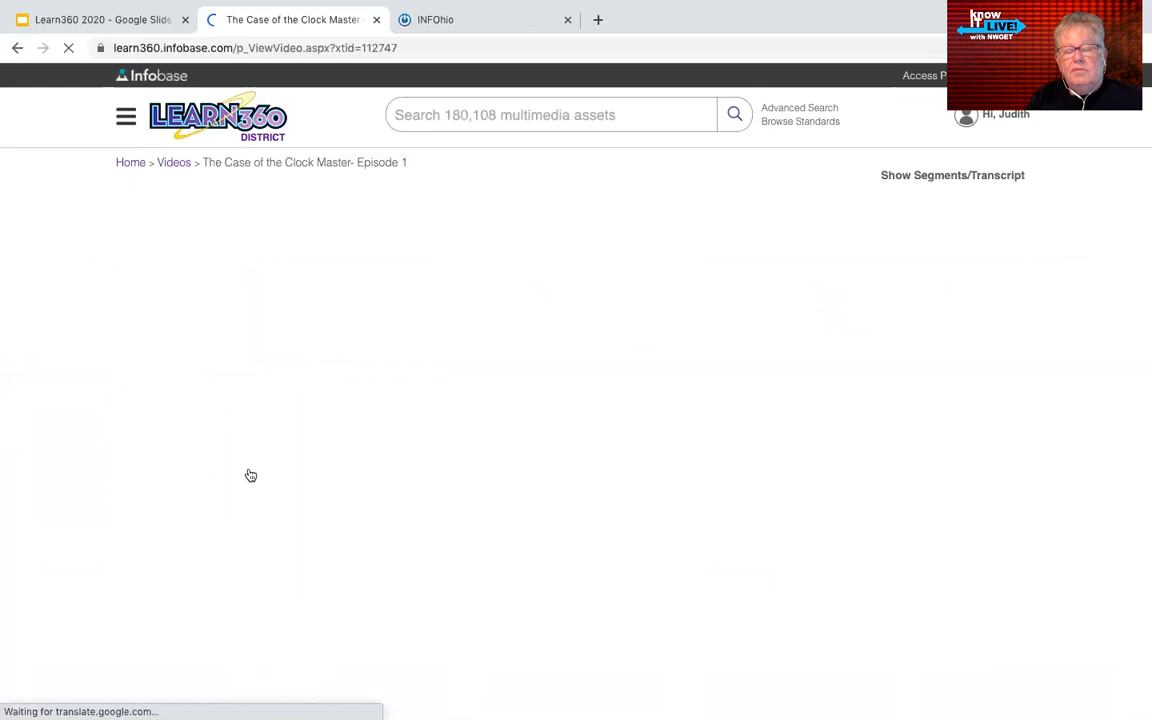 Learn360 2020 - Google Slide
The Case of the Clock Master-
INFOhio
learn360.infobase.com/p_ViewVideo.aspx?xtid=112747
know
IT LIVE!
with NWOET
Infobase
Access P
LEARN360
DISTRICT
Search 180,108 multimedia assets
Advanced Search
Browse Standards
Hi, Judith
Home > Videos > The Case of the Clock Master- Episode 1
Show Segments/Transcript
Waiting for translate.google.com...